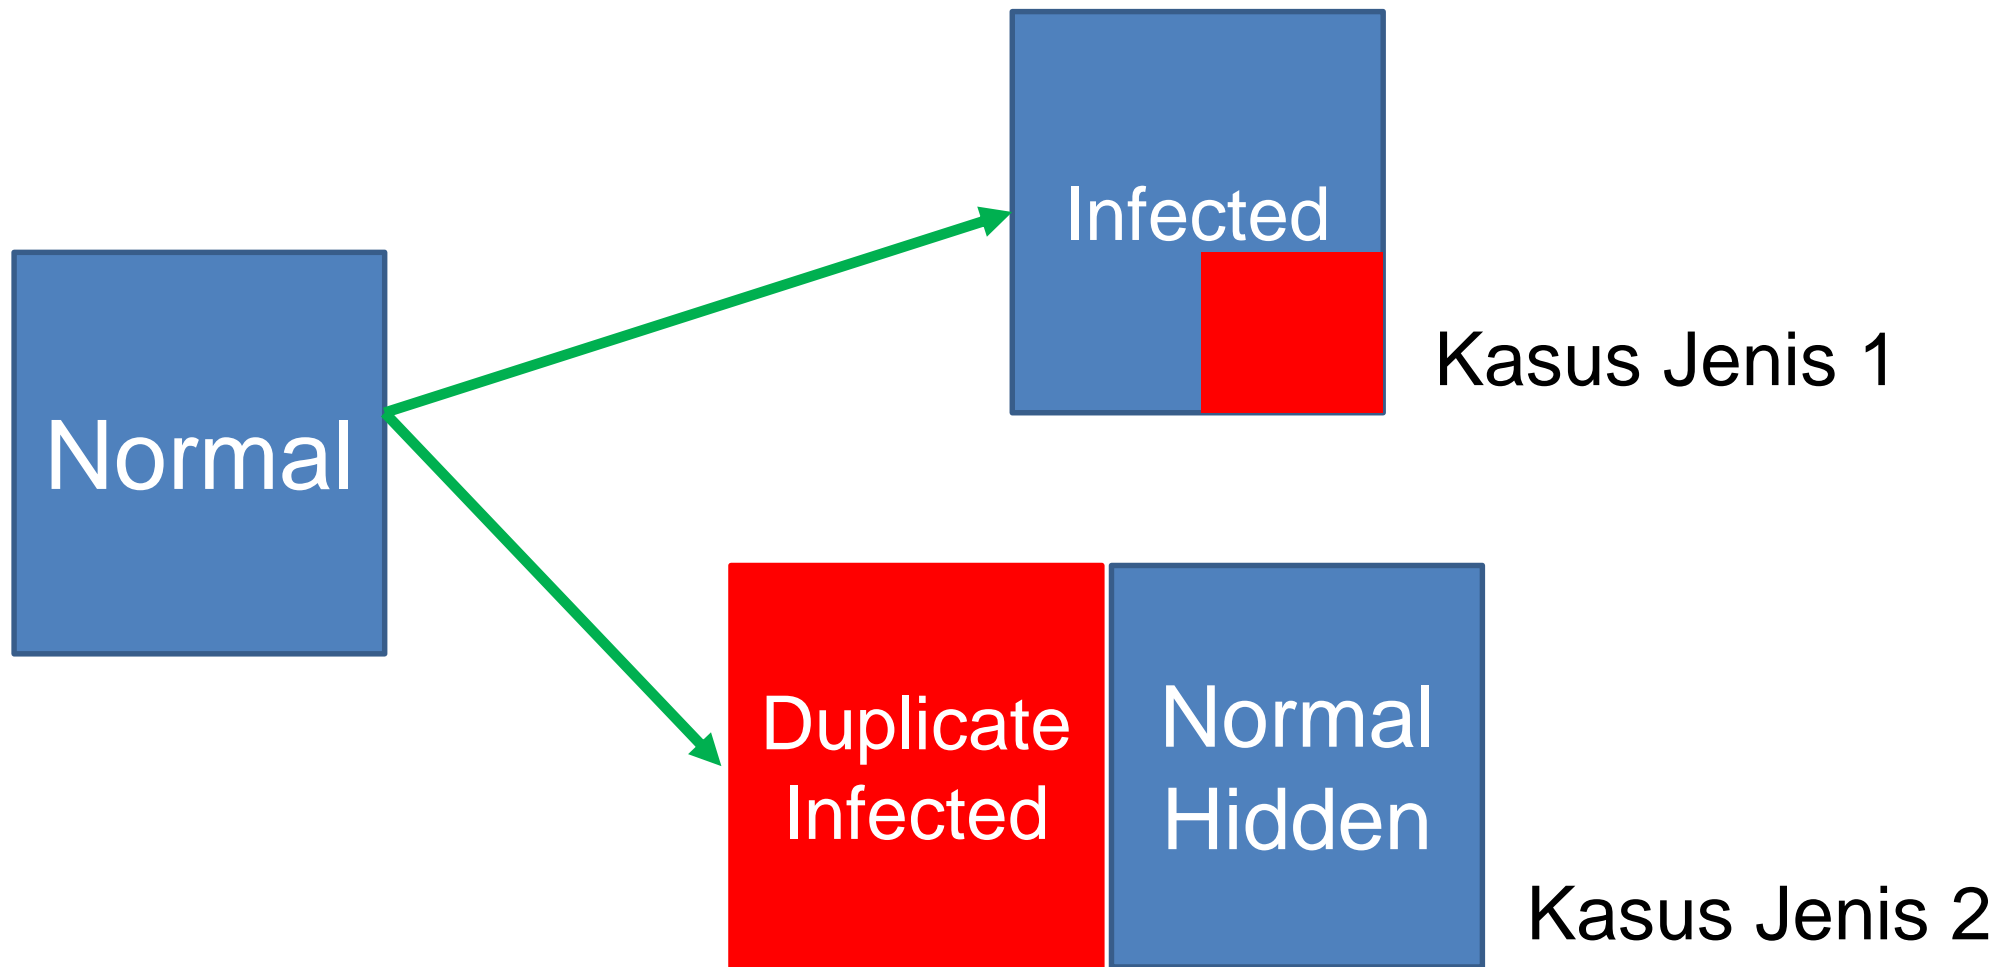 Normal
Infected
Kasus Jenis 1
Duplicate
Infected
Normal
Hidden
Kasus Jenis 2